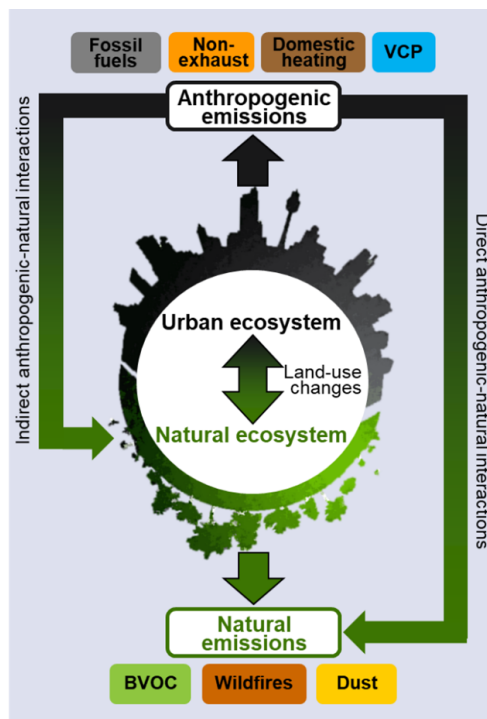 Fossil
fuels
Non-
exhaust
Domestic
heating
VCP
Anthropogenic
emissions
Indirect anthropogenic-natural interactions
Direct anthropogenic-natural interactions
Urban ecosystem
Land-use
changes
Natural ecosystem
Natural
emissions
BVOC
Wildfires
Dust